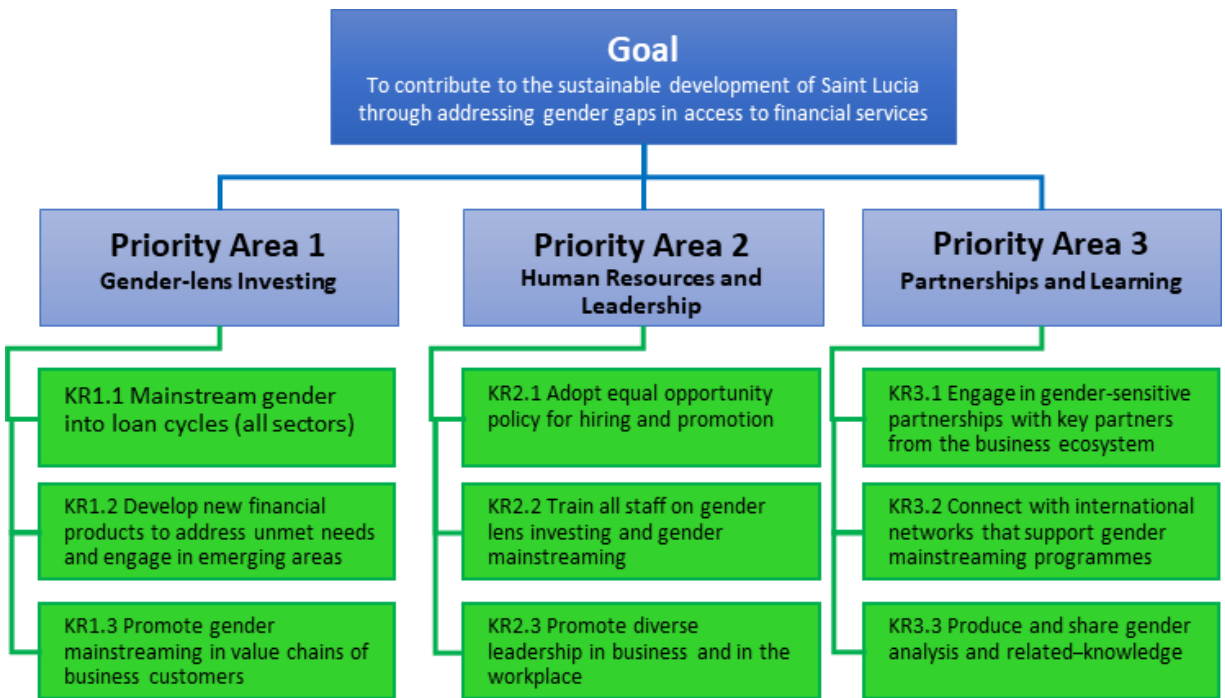 Goal
To contribute to the sustainable development of Saint Lucia
through addressing gender gaps in access to financial services
Priority Area 1
Gender-lens Investing
Priority Area 2
Human Resources and
Leadership
Priority Area 3
Partnerships and Learning
KR1.1 Mainstream gender
into loan cycles (all sectors)
KR1.2 Develop new financial
products to address unmet needs
and engage in emerging areas
KR1.3 Promote gender
mainstreaming in value chains of
business customers
KR2.1 Adopt equal opportunity
policy for hiring and promotion
KR2.2 Train all staff on gender
lens investing and gender
mainstreaming
KR2.3 Promote diverse
leadership in business and in the
workplace
KR3.1 Engage in gender-sensitive
partnerships with key partners
from the business ecosystem
KR3.2 Connect with international
networks that support gender
mainstreaming programmes
KR3.3 Produce and share gender
analysis and related–knowledge